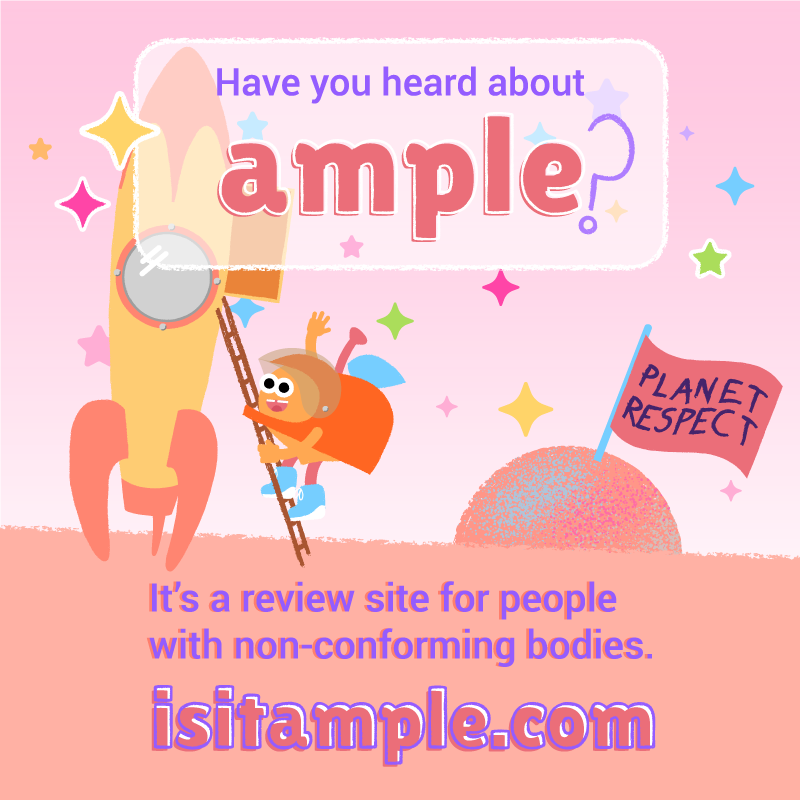 Have you heard about
ample?
PLANET
RESPECT
It's a review site for people
with non-conforming bodies.
isitample.com